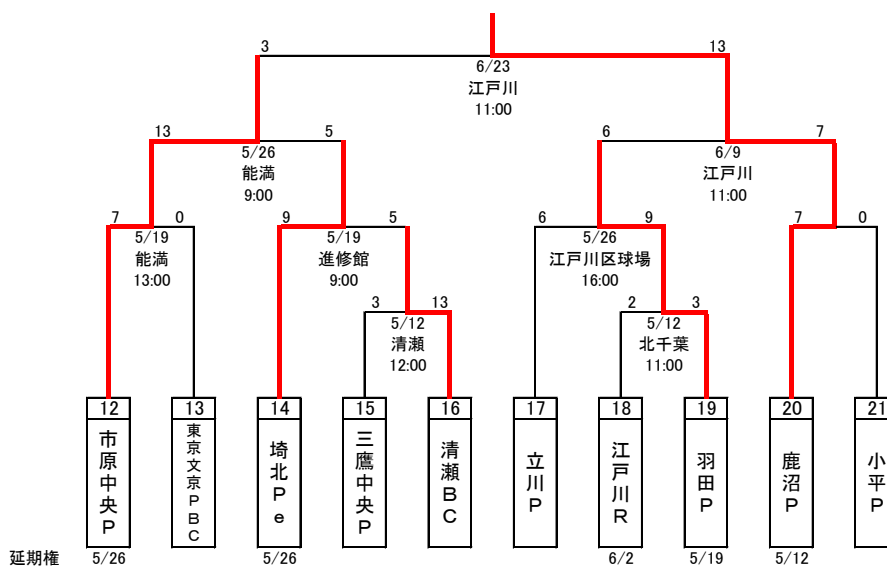 3 13
6/23
江戸川
11:00
13 5 6 7
5/26 6/9
能満 江戸川
9:00 11:00
7 0 9 5 6 9 7 0
5/19 5/19 5/26
能満 進修館 江戸川区球場
13:00 9:00 16:00
3 13 2 3
5/12 5/12
清瀬 北千葉
12:00 11:00
12 13 14 15 16 17 18 19 20 21
市原中央P
東京文京PBC
埼北Pe
三鷹中央P
清瀬BC
立川P
江戸川R
羽田P
鹿沼P
小平P
延期権 5/26 5/26 6/2 5/19 5/12